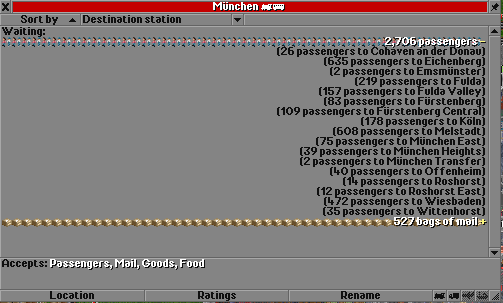 München
Sort by Destination station
Waiting:
2,706 passengers -
(26 passengers to Cohaven an der Donau)
(635 passengers to Eichenberg)
(2 passengers to Emsmünster)
(219 passengers to Fulda)
(157 passengers to Fulda Valley)
(83 passengers to Fürstenberg)
(109 passengers to Fürstenberg Central)
(178 passengers to Köln)
(608 passengers to Melstadt)
(75 passengers to München East)
(39 passengers to München Heights)
(2 passengers to München Transfer)
(40 passengers to Offenheim)
(14 passengers to Roshorst)
(12 passengers to Roshorst East)
(472 passengers to Wiesbaden)
(35 passengers to Wittenhorst)
527 bags of mail +
Accepts: Passengers, Mail, Goods, Food
Location Ratings Rename